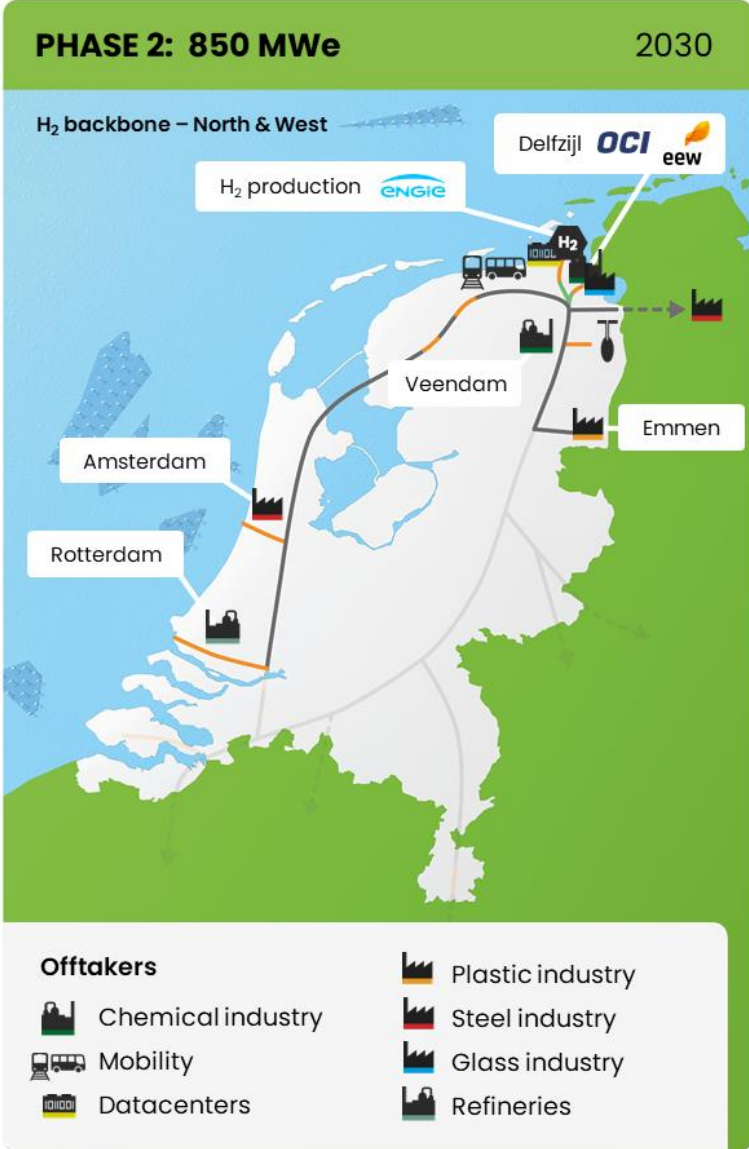 PHASE 2: 850 MWe
2030
H₂ backbone – North & West
Delfzijl OCI eew
H₂ production ENGIE
H₂
Veendam
Emmen
Amsterdam
Rotterdam
Offtakers
Chemical industry
Mobility
Datacenters
Plastic industry
Steel industry
Glass industry
Refineries